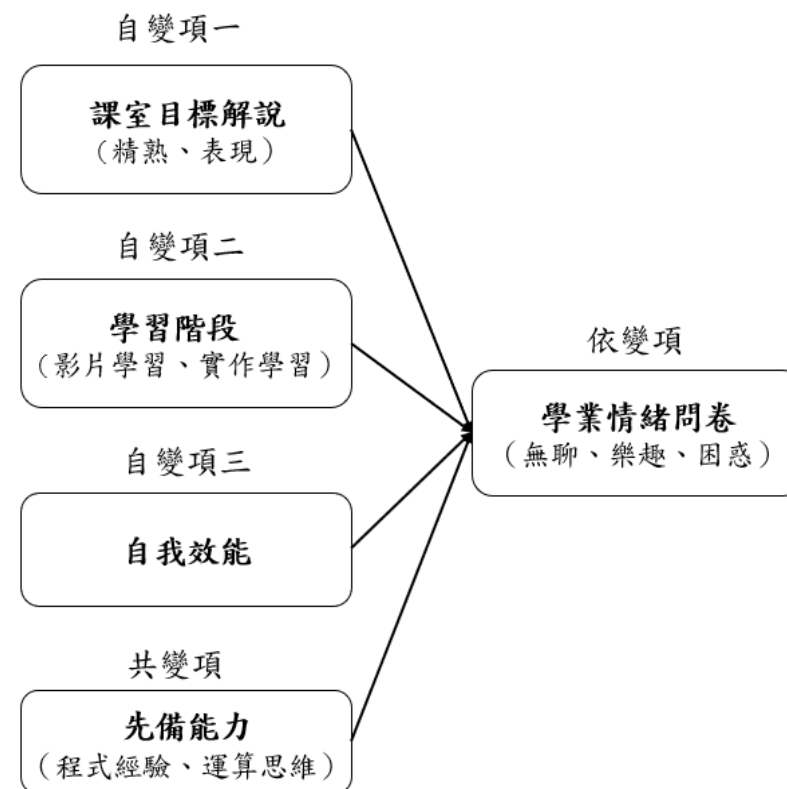 自變項一
課室目標解說
（精熟、表現）
自變項二
學習階段
（影片學習、實作學習）
自變項三
自我效能
共變項
先備能力
（程式經驗、運算思維）
依變項
學業情緒問卷
（無聊、樂趣、困惑）